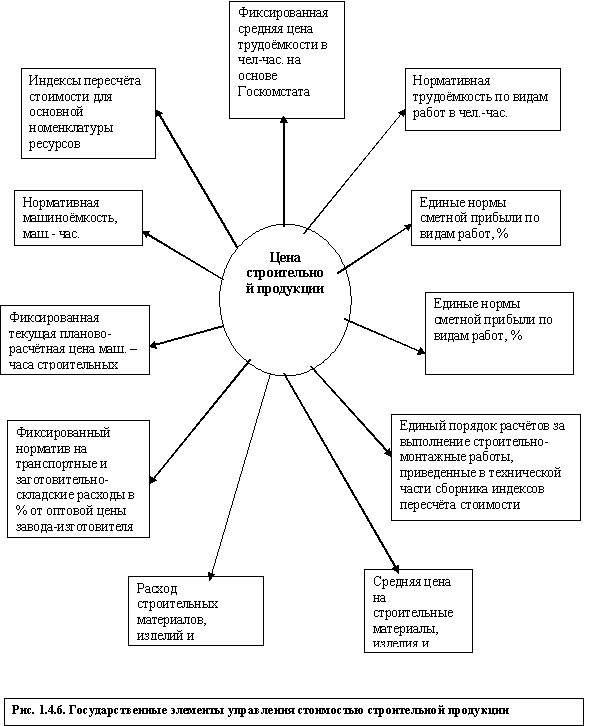 Фиксированная
средняя цена
трудоёмкости в
чел-час. на
основе
Госкомстата
Индексы пересчёта
стоимости для
основной
номенклатуры
ресурсов
Нормативная
трудоёмкость по видам
работ в чел.-час.
Нормативная
машиноёмкость,
маш.- час.
Единые нормы
сметной прибыли по
видам работ, %
Цена
строительно
й продукции
Фиксированная
текущая планово-
расчётная цена маш. –
часа строительных
Единые нормы
сметной прибыли по
видам работ, %
Фиксированный
норматив на
транспортные и
заготовительно-
складские расходы в
% от оптовой цены
завода-изготовителя
Единый порядок расчётов за
выполнение строительно-
монтажные работы,
приведенные в технической
части сборника индексов
пересчёта стоимости
Расход
строительных
материалов,
изделий и
Средняя цена
на
строительные
материалы,
изделия и
Рис. 1.4.6. Государственные элементы управления стоимостью строительной продукции